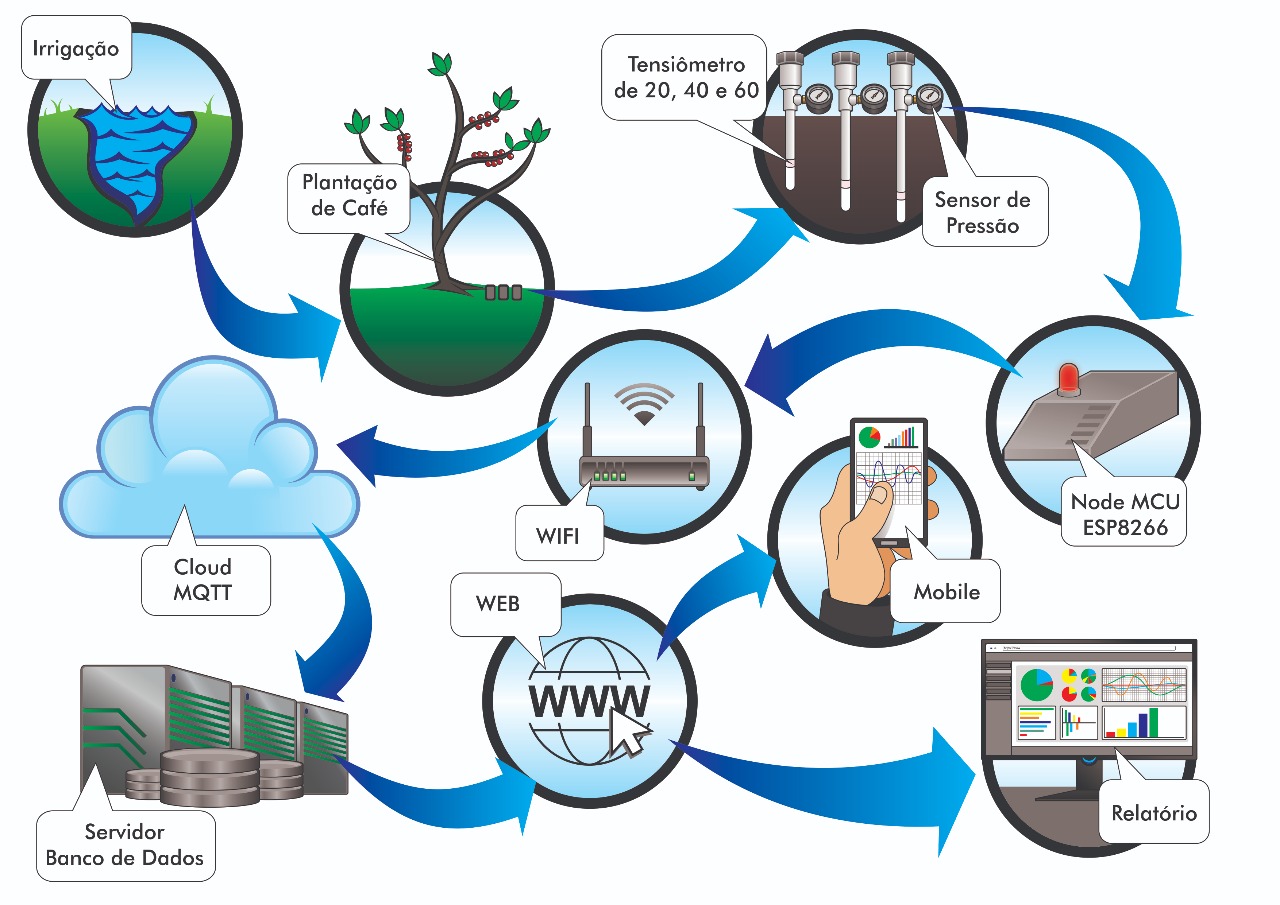 Irrigação
Plantação
de Café
Tensiômetro
de 20, 40 e 60
Sensor de
Pressão
Node MCU
ESP8266
WIFI
Cloud
MQTT
Servidor
Banco de Dados
WEB
WWW
Mobile
Relatório